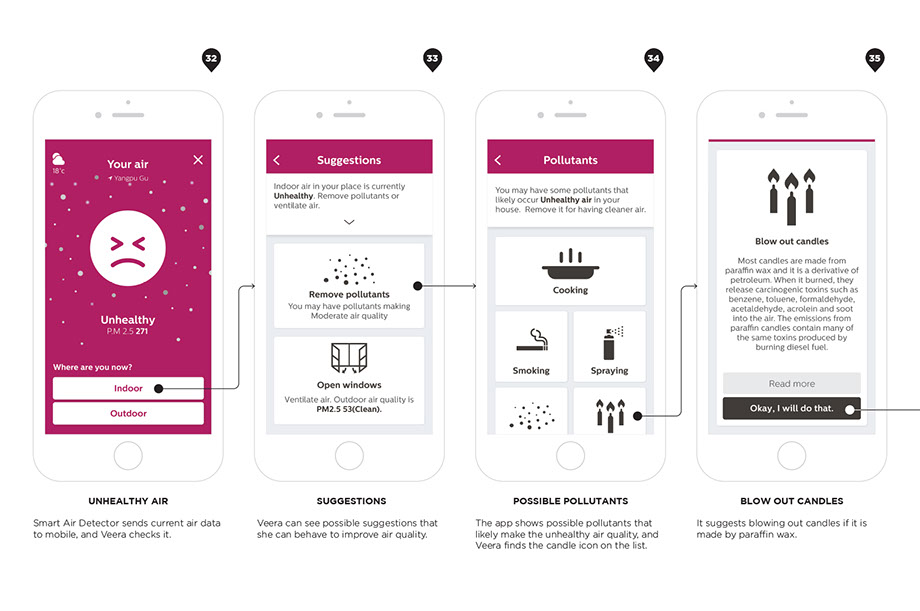 32
33
34
35
18°c
Your air
Yangpu Gu
Unhealthy
P.M 2.5 271
Where are you now?
Indoor
Outdoor
Suggestions
Indoor air in your place is currently
Unhealthy. Remove pollutants or
ventilate air.
Remove pollutants
You may have pollutants making
Moderate air quality
Open windows
Ventilate air. Outdoor air quality is
PM2.5 53(Clean).
Pollutants
You may have some pollutants that
likely occur Unhealthy air in your
house. Remove it for having cleaner air.
Cooking
Smoking
Spraying
Blow out candles
Most candles are made from
paraffin wax and it is a derivative of
petroleum. When it burned, they
release carcinogenic toxins such as
benzene, toluene, formaldehyde,
acetaldehyde, acrolein and soot
into the air. The emissions from
paraffin candles contain many of
the same toxins produced by
burning diesel fuel.
Read more
Okay, I will do that.
UNHEALTHY AIR
Smart Air Detector sends current air data
to mobile, and Veera checks it.
SUGGESTIONS
Veera can see possible suggestions that
she can behave to improve air quality.
POSSIBLE POLLUTANTS
The app shows possible pollutants that
likely make the unhealthy air quality, and
Veera finds the candle icon on the list.
BLOW OUT CANDLES
It suggests blowing out candles if it is
made by paraffin wax.